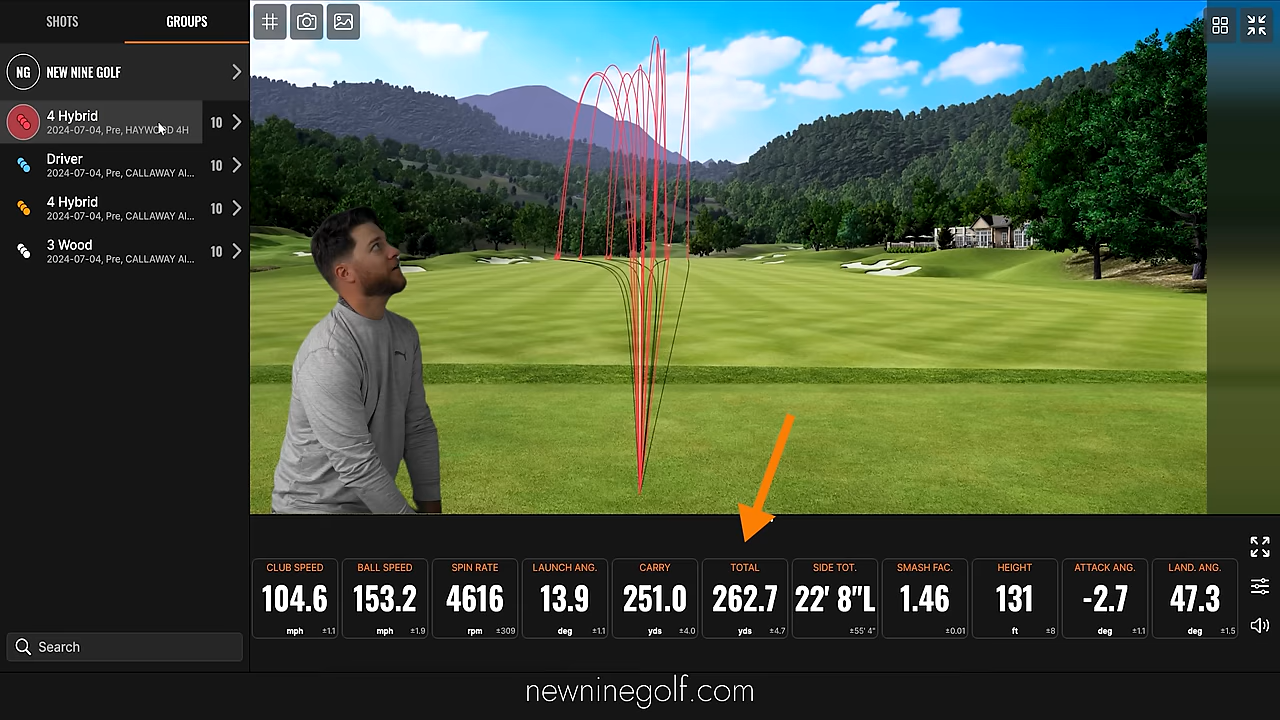 SHOTS GROUPS
NG NEW NINE GOLF
4 Hybrid
2024-07-04, Pre, HAYWOOD 4H
10
Driver
2024-07-04, Pre, CALLAWAY AI...
10
4 Hybrid
2024-07-04, Pre, CALLAWAY AI...
10
3 Wood
2024-07-04, Pre, CALLAWAY AI...
10
Search
CLUB SPEED
104.6
mph ±1.1
BALL SPEED
153.2
mph ±1.9
SPIN RATE
4616
rpm ±309
LAUNCH ANG.
13.9
deg ±1.1
CARRY
251.0
yds ±4.0
TOTAL
262.7
yds ±4.7
SIDE TOT.
22' 8"L
±55' 4"
SMASH FAC.
1.46
±0.01
HEIGHT
131
ft ±8
ATTACK ANG.
-2.7
deg ±1.1
LAND. ANG.
47.3
deg ±1.5
newninegolf.com